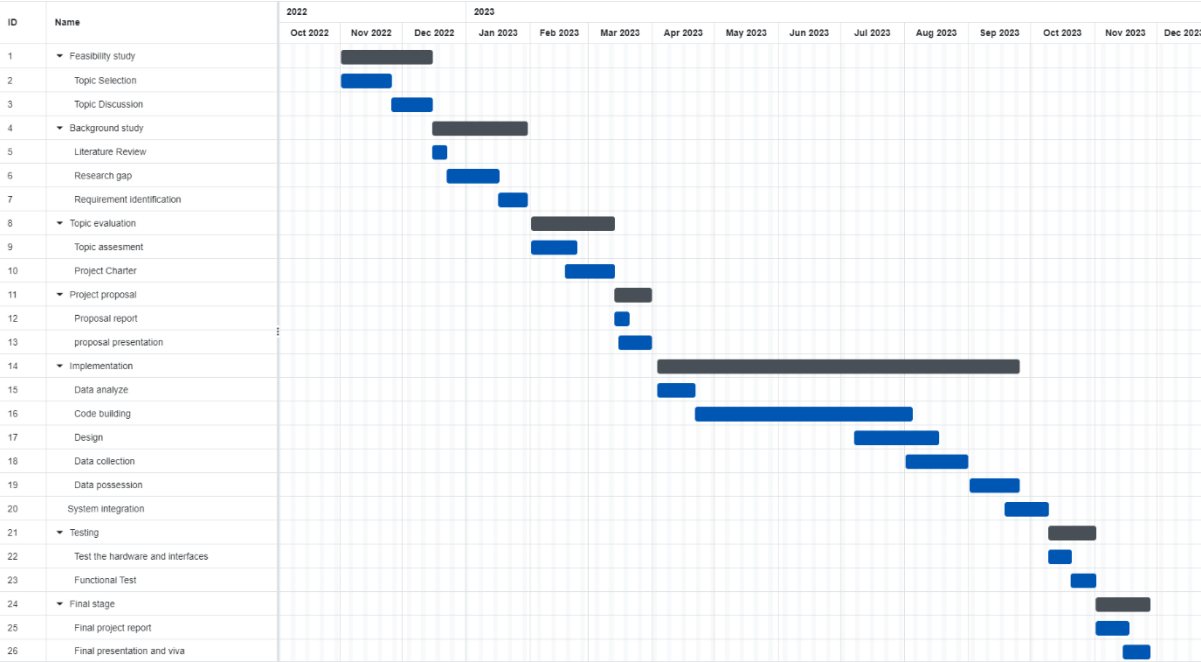 2022 2023
ID Name
Oct 2022 Nov 2022 Dec 2022 Jan 2023 Feb 2023 Mar 2023 Apr 2023 May 2023 Jun 2023 Jul 2023 Aug 2023 Sep 2023 Oct 2023 Nov 2023 Dec 2023
1 Feasibility study
2 Topic Selection
3 Topic Discussion
4 Background study
5 Literature Review
6 Research gap
7 Requirement identification
8 Topic evaluation
9 Topic assesment
10 Project Charter
11 Project proposal
12 Proposal report
13 proposal presentation
14 Implementation
15 Data analyze
16 Code building
17 Design
18 Data collection
19 Data possession
20 System integration
21 Testing
22 Test the hardware and interfaces
23 Functional Test
24 Final stage
25 Final project report
26 Final presentation and viva